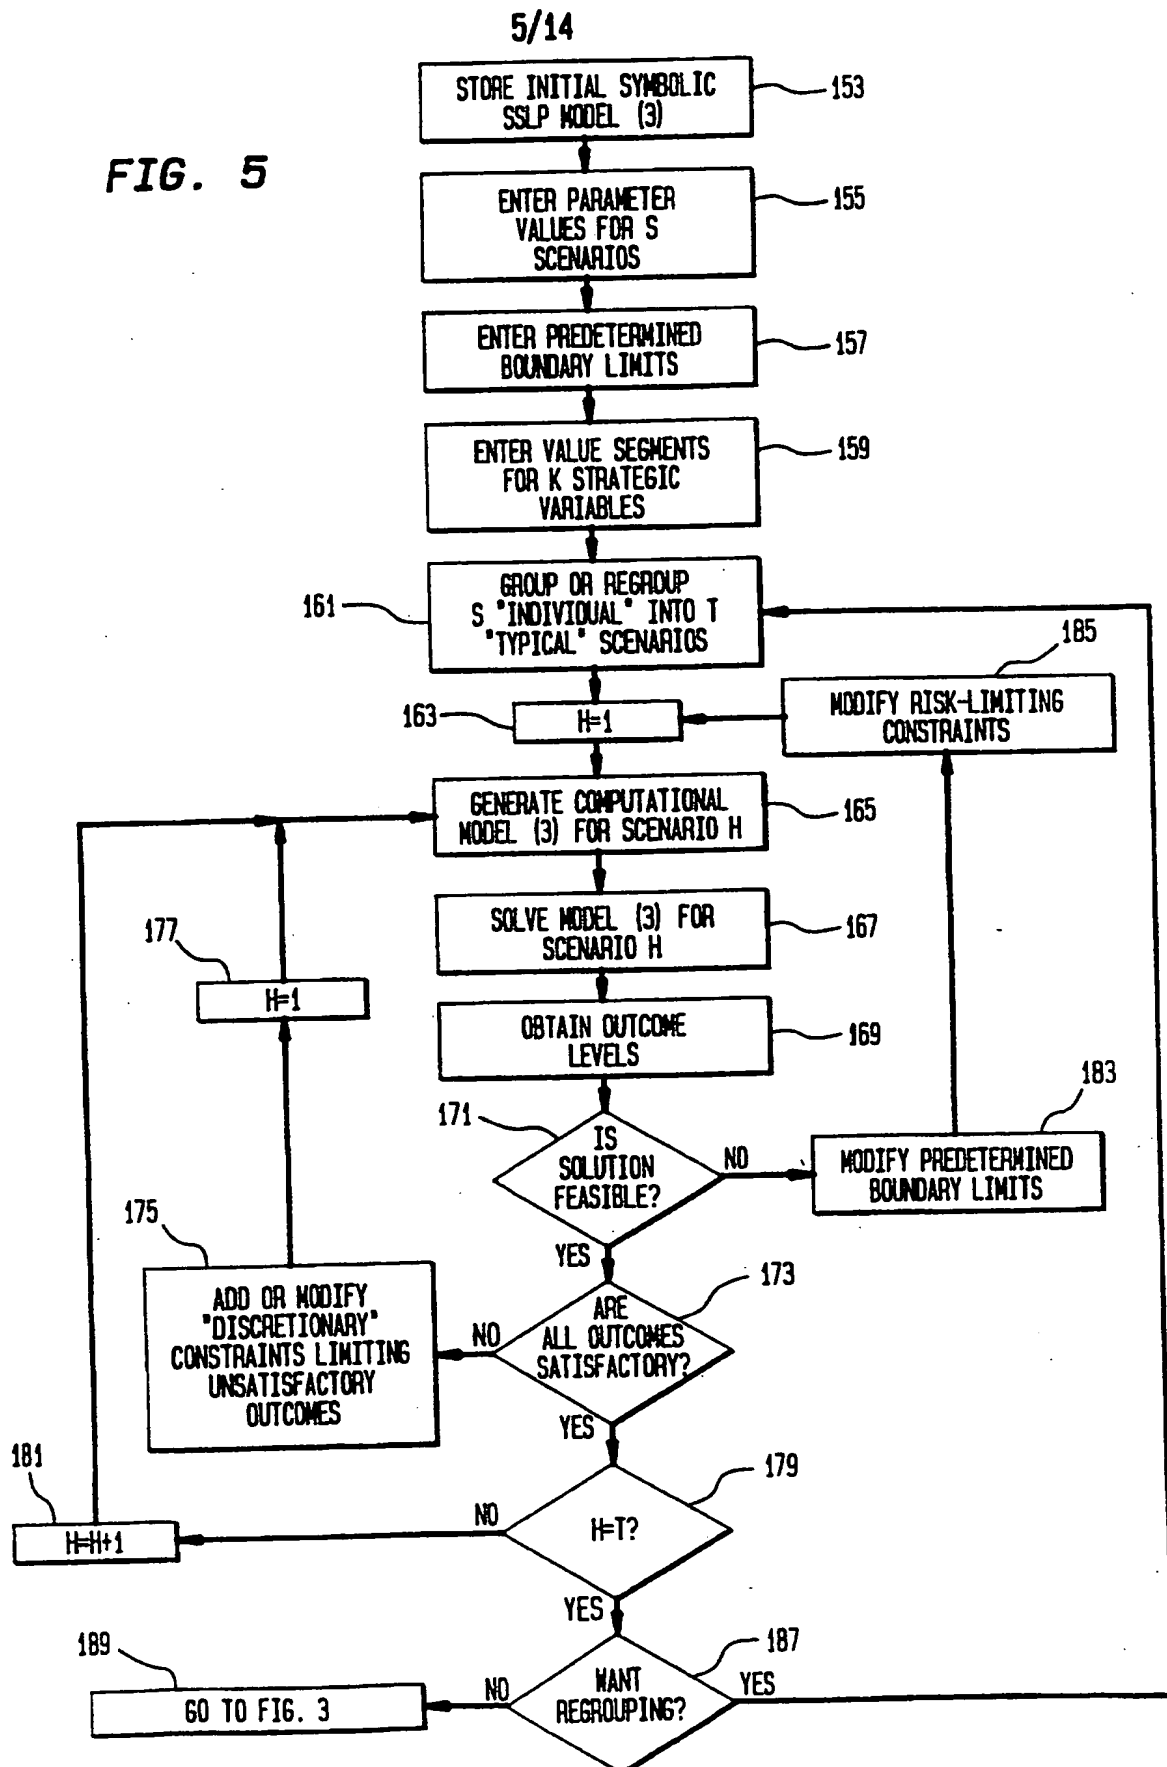 5/14
FIG. 5
STORE INITIAL SYMBOLIC
SSLP MODEL (3)
153
ENTER PARAMETER
VALUES FOR S
SCENARIOS
155
ENTER PREDETERMINED
BOUNDARY LIMITS
157
ENTER VALUE SEGMENTS
FOR K STRATEGIC
VARIABLES
159
GROUP OR REGROUP
S "INDIVIDUAL" INTO T
"TYPICAL" SCENARIOS
161
185
MODIFY RISK-LIMITING
CONSTRAINTS
163
H=1
GENERATE COMPUTATIONAL
MODEL (3) FOR SCENARIO H
165
SOLVE MODEL (3) FOR
SCENARIO H
167
177
H=1
OBTAIN OUTCOME
LEVELS
169
171
IS
SOLUTION
FEASIBLE?
NO
183
MODIFY PREDETERMINED
BOUNDARY LIMITS
YES
175
ADD OR MODIFY
"DISCRETIONARY"
CONSTRAINTS LIMITING
UNSATISFACTORY
OUTCOMES
NO
173
ARE
ALL OUTCOMES
SATISFACTORY?
YES
181
H=H+1
NO
179
H=T?
YES
189
GO TO FIG. 3
NO
187
WANT
REGROUPING?
YES